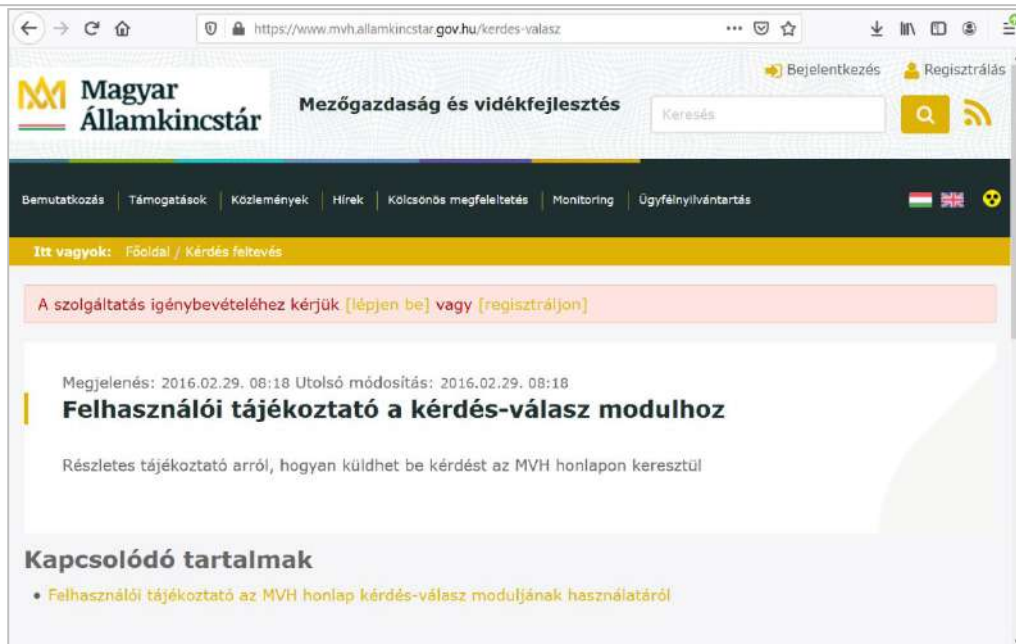 https://www.mvh.allamkincstar.gov.hu/kerdes-valasz
Bejelentkezés Regisztrálás
Magyar
Államkincstár
Mezőgazdaság és vidékfejlesztés
Keresés
Bemutatkozás Támogatások Közlemények Hírek Kölcsönös megfeleltetés Monitoring Ügyfélnyilvántartás
Itt vagyok: Főoldal / Kérdés feltevés
A szolgáltatás igénybevételéhez kérjük [lépjen be] vagy [regisztráljon]
Megjelenés: 2016.02.29. 08:18 Utolsó módosítás: 2016.02.29. 08:18
Felhasználói tájékoztató a kérdés-válasz modulhoz
Részletes tájékoztató arról, hogyan küldhet be kérdést az MVH honlapon keresztül
Kapcsolódó tartalmak
• Felhasználói tájékoztató az MVH honlap kérdés-válasz moduljának használatáról